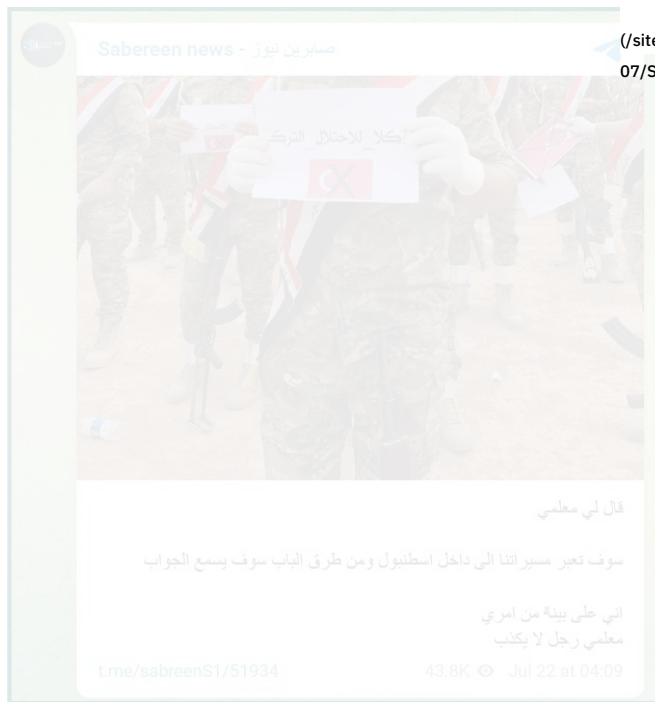 Sabereen news - صابرين نيوز
(/site
07/S
كلا_للاحتلال التركي
قال لي معلمي
سوف تعبر مسيراتنا الى داخل اسطنبول ومن طرق الباب سوف يسمع الجواب
اني على بينة من امري
معلمي رجل لا يكذب
t.me/sabreenS1/51934
43.8K Jul 22 at 04:09